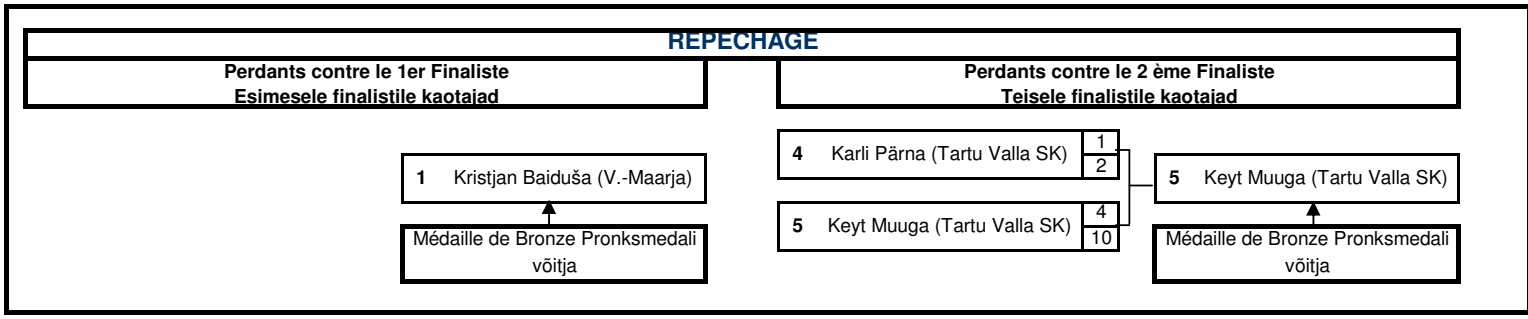 REPECHAGE
Perdants contre le 1er Finaliste
Esimesele finalistile kaotajad
Perdants contre le 2 ème Finaliste
Teisele finalistile kaotajad
1 Kristjan Baiduša (V.-Maarja)
Médaille de Bronze Pronksmedali
võitja
4 Karli Pärna (Tartu Valla SK) 1
2
5 Keyt Muuga (Tartu Valla SK) 4
10
5 Keyt Muuga (Tartu Valla SK)
Médaille de Bronze Pronksmedali
võitja